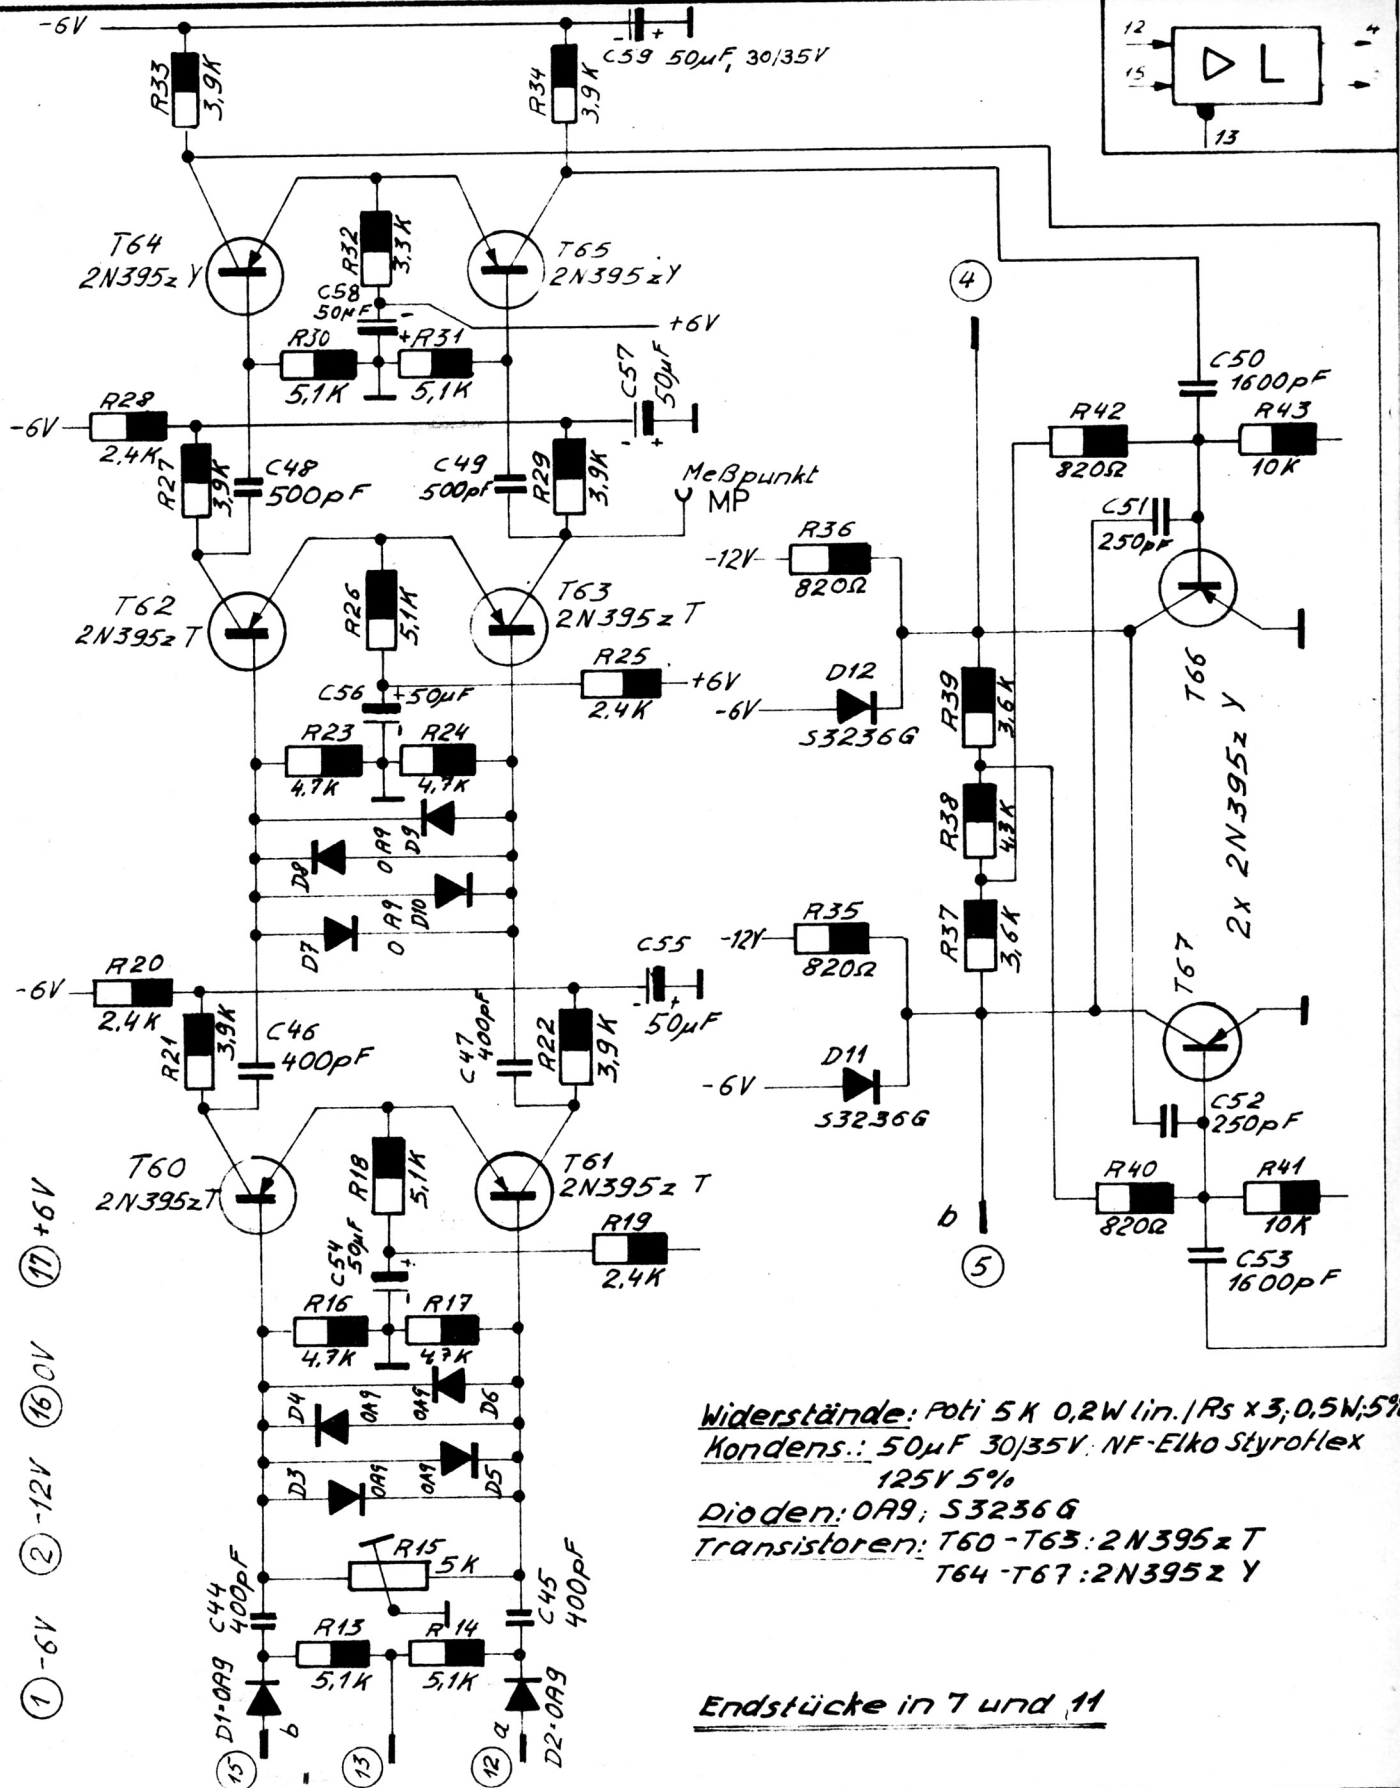 -6V
R33
3,9K
R34
3.9K
C59 50µF, 30/35V
12
15
▷ L
4
13
T64
2N395z Y
R32
3,3K
T65
2N395zY
C58
50MF
+6V
R30
5,1K
R31
5,1K
C57
50µF
-6V
R28
2.4K
R27
3,9K
C48
500pF
C49
500pF
R29
3,9K
Meßpunkt
MP
4
C50
1600pF
R42
820Ω
R43
10K
C51
250pF
-12V
R36
820Ω
T62
2N395z T
R26
5,1K
T63
2N395z T
R25
2.4K
+6V
C56
+50µF
D12
-6V
S3236G
R39
3,6K
T66
2x 2N395z Y
R23
4,7K
R24
4,7K
D9
0A9
D8
D10
0A9
D7
R38
4,3K
-12V
R35
820Ω
R37
3,6K
T67
-6V
R20
2.4K
R21
3,9K
C46
400pF
C47
400pF
R22
3,9K
C55
50µF
-6V
D11
S3236G
C52
250pF
T60
2N395zT
R18
5,1K
T61
2N395z T
R19
2.4K
C54
50µF
b
5
R40
820Ω
R41
10K
C53
1600pF
R16
4.7K
R17
4,7K
D4
0A9
0A9
D6
D3
0A9
0A9
D5
R15
5K
C44
400pF
C45
400pF
R13
5,1K
R14
5,1K
D1=0A9
b
a
D2=0A9
15
13
12
1 -6V 2 -12V 16 0V 17 +6V
Widerstände: Poti 5K 0,2W lin./Rs x3; 0,5W; 5%
Kondens.: 50µF 30/35V. NF-Elko Styroflex
125V 5%
Dioden: 0A9; S3236G
Transistoren: T60-T63: 2N395z T
T64-T67: 2N395z Y
Endstücke in 7 und 11